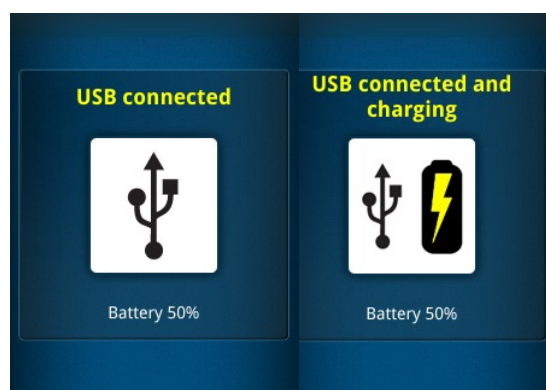 USB connected
Battery 50%
USB connected and
charging
Battery 50%